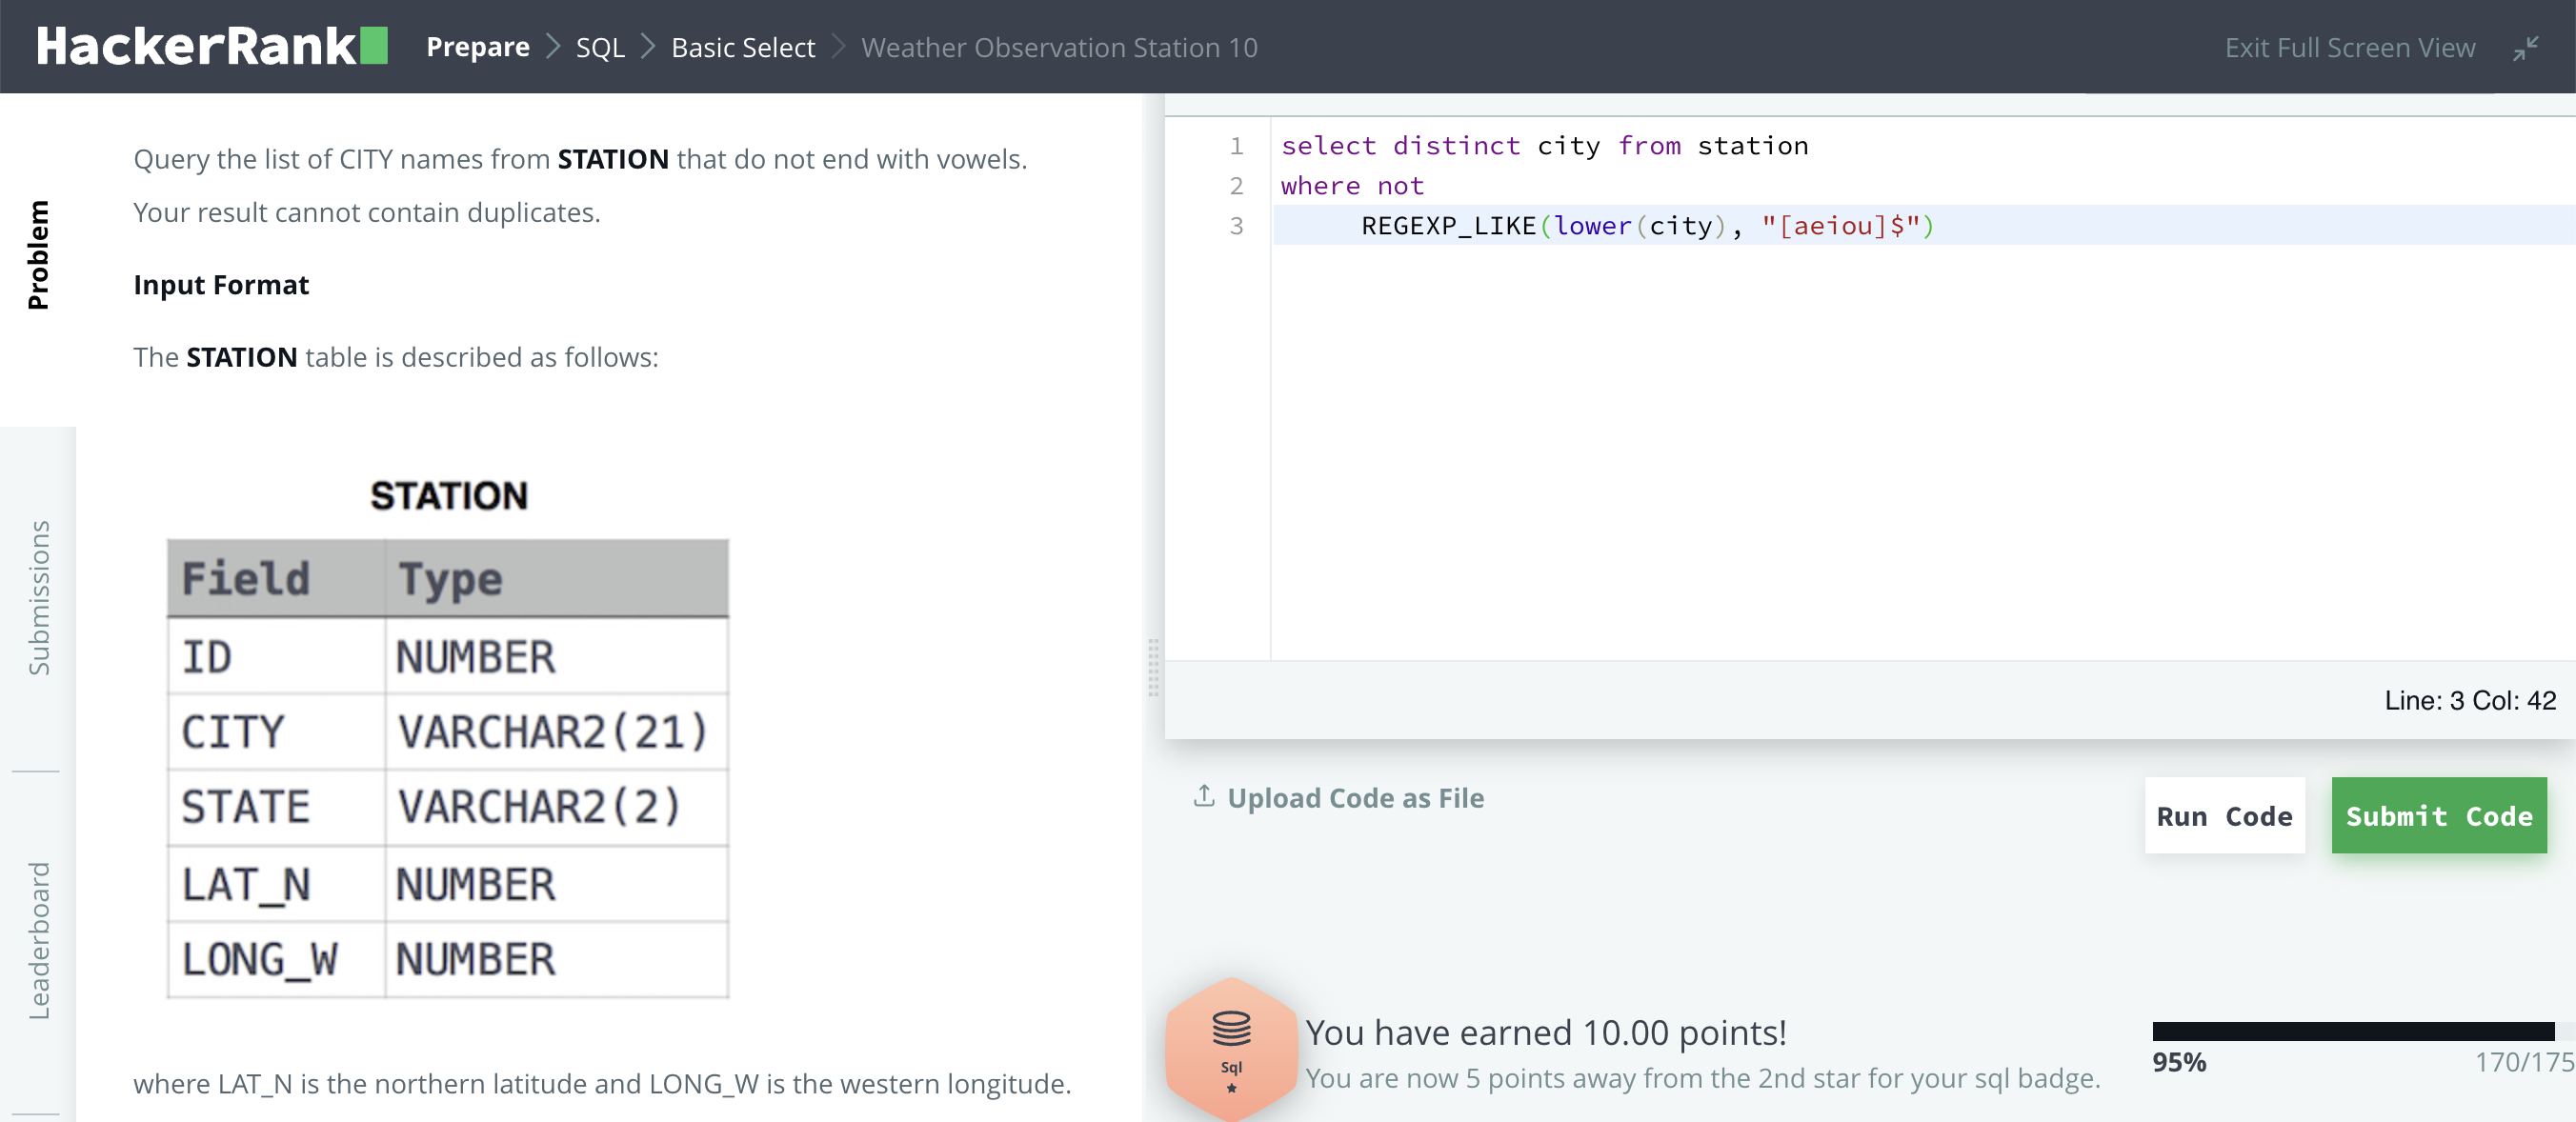 HackerRank Prepare > SQL > Basic Select > Weather Observation Station 10 Exit Full Screen View
Problem
Submissions
Leaderboard
Query the list of CITY names from STATION that do not end with vowels.
Your result cannot contain duplicates.
Input Format
The STATION table is described as follows:
STATION
Field Type
ID NUMBER
CITY VARCHAR2(21)
STATE VARCHAR2(2)
LAT_N NUMBER
LONG_W NUMBER
where LAT_N is the northern latitude and LONG_W is the western longitude.
1 select distinct city from station
2 where not
3 REGEXP_LIKE(lower(city), "[aeiou]$")
Line: 3 Col: 42
Upload Code as File
Run Code
Submit Code
Sql
You have earned 10.00 points!
You are now 5 points away from the 2nd star for your sql badge.
95% 170/175